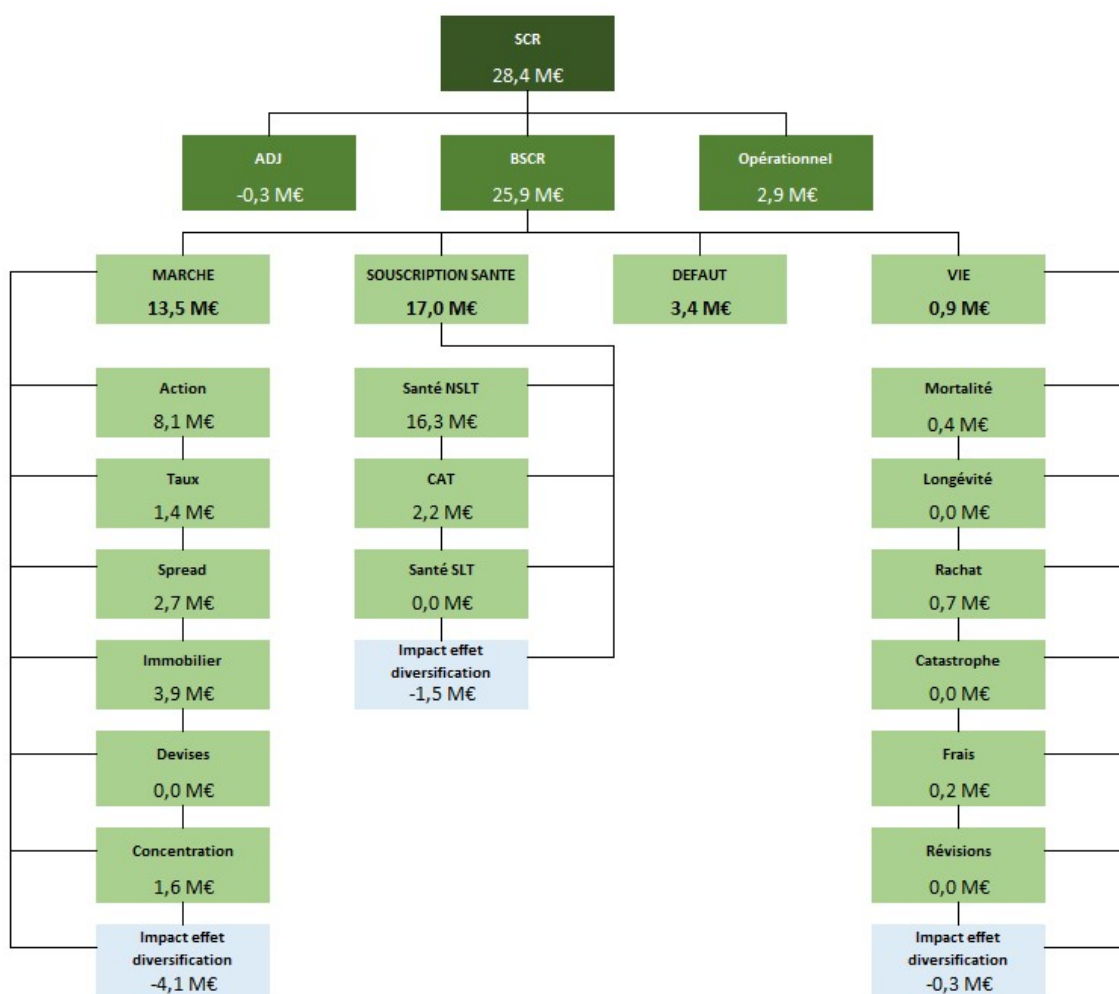 SCR
28,4 M€
ADJ
-0,3 M€
BSCR
25,9 M€
Opérationnel
2,9 M€
MARCHE
13,5 M€
SOUSCRIPTION SANTE
17,0 M€
DEFAUT
3,4 M€
VIE
0,9 M€
Action
8,1 M€
Taux
1,4 M€
Spread
2,7 M€
Immobilier
3,9 M€
Devises
0,0 M€
Concentration
1,6 M€
Impact effet
diversification
-4,1 M€
Santé NSLT
16,3 M€
CAT
2,2 M€
Santé SLT
0,0 M€
Impact effet
diversification
-1,5 M€
Mortalité
0,4 M€
Longévité
0,0 M€
Rachat
0,7 M€
Catastrophe
0,0 M€
Frais
0,2 M€
Révisions
0,0 M€
Impact effet
diversification
-0,3 M€